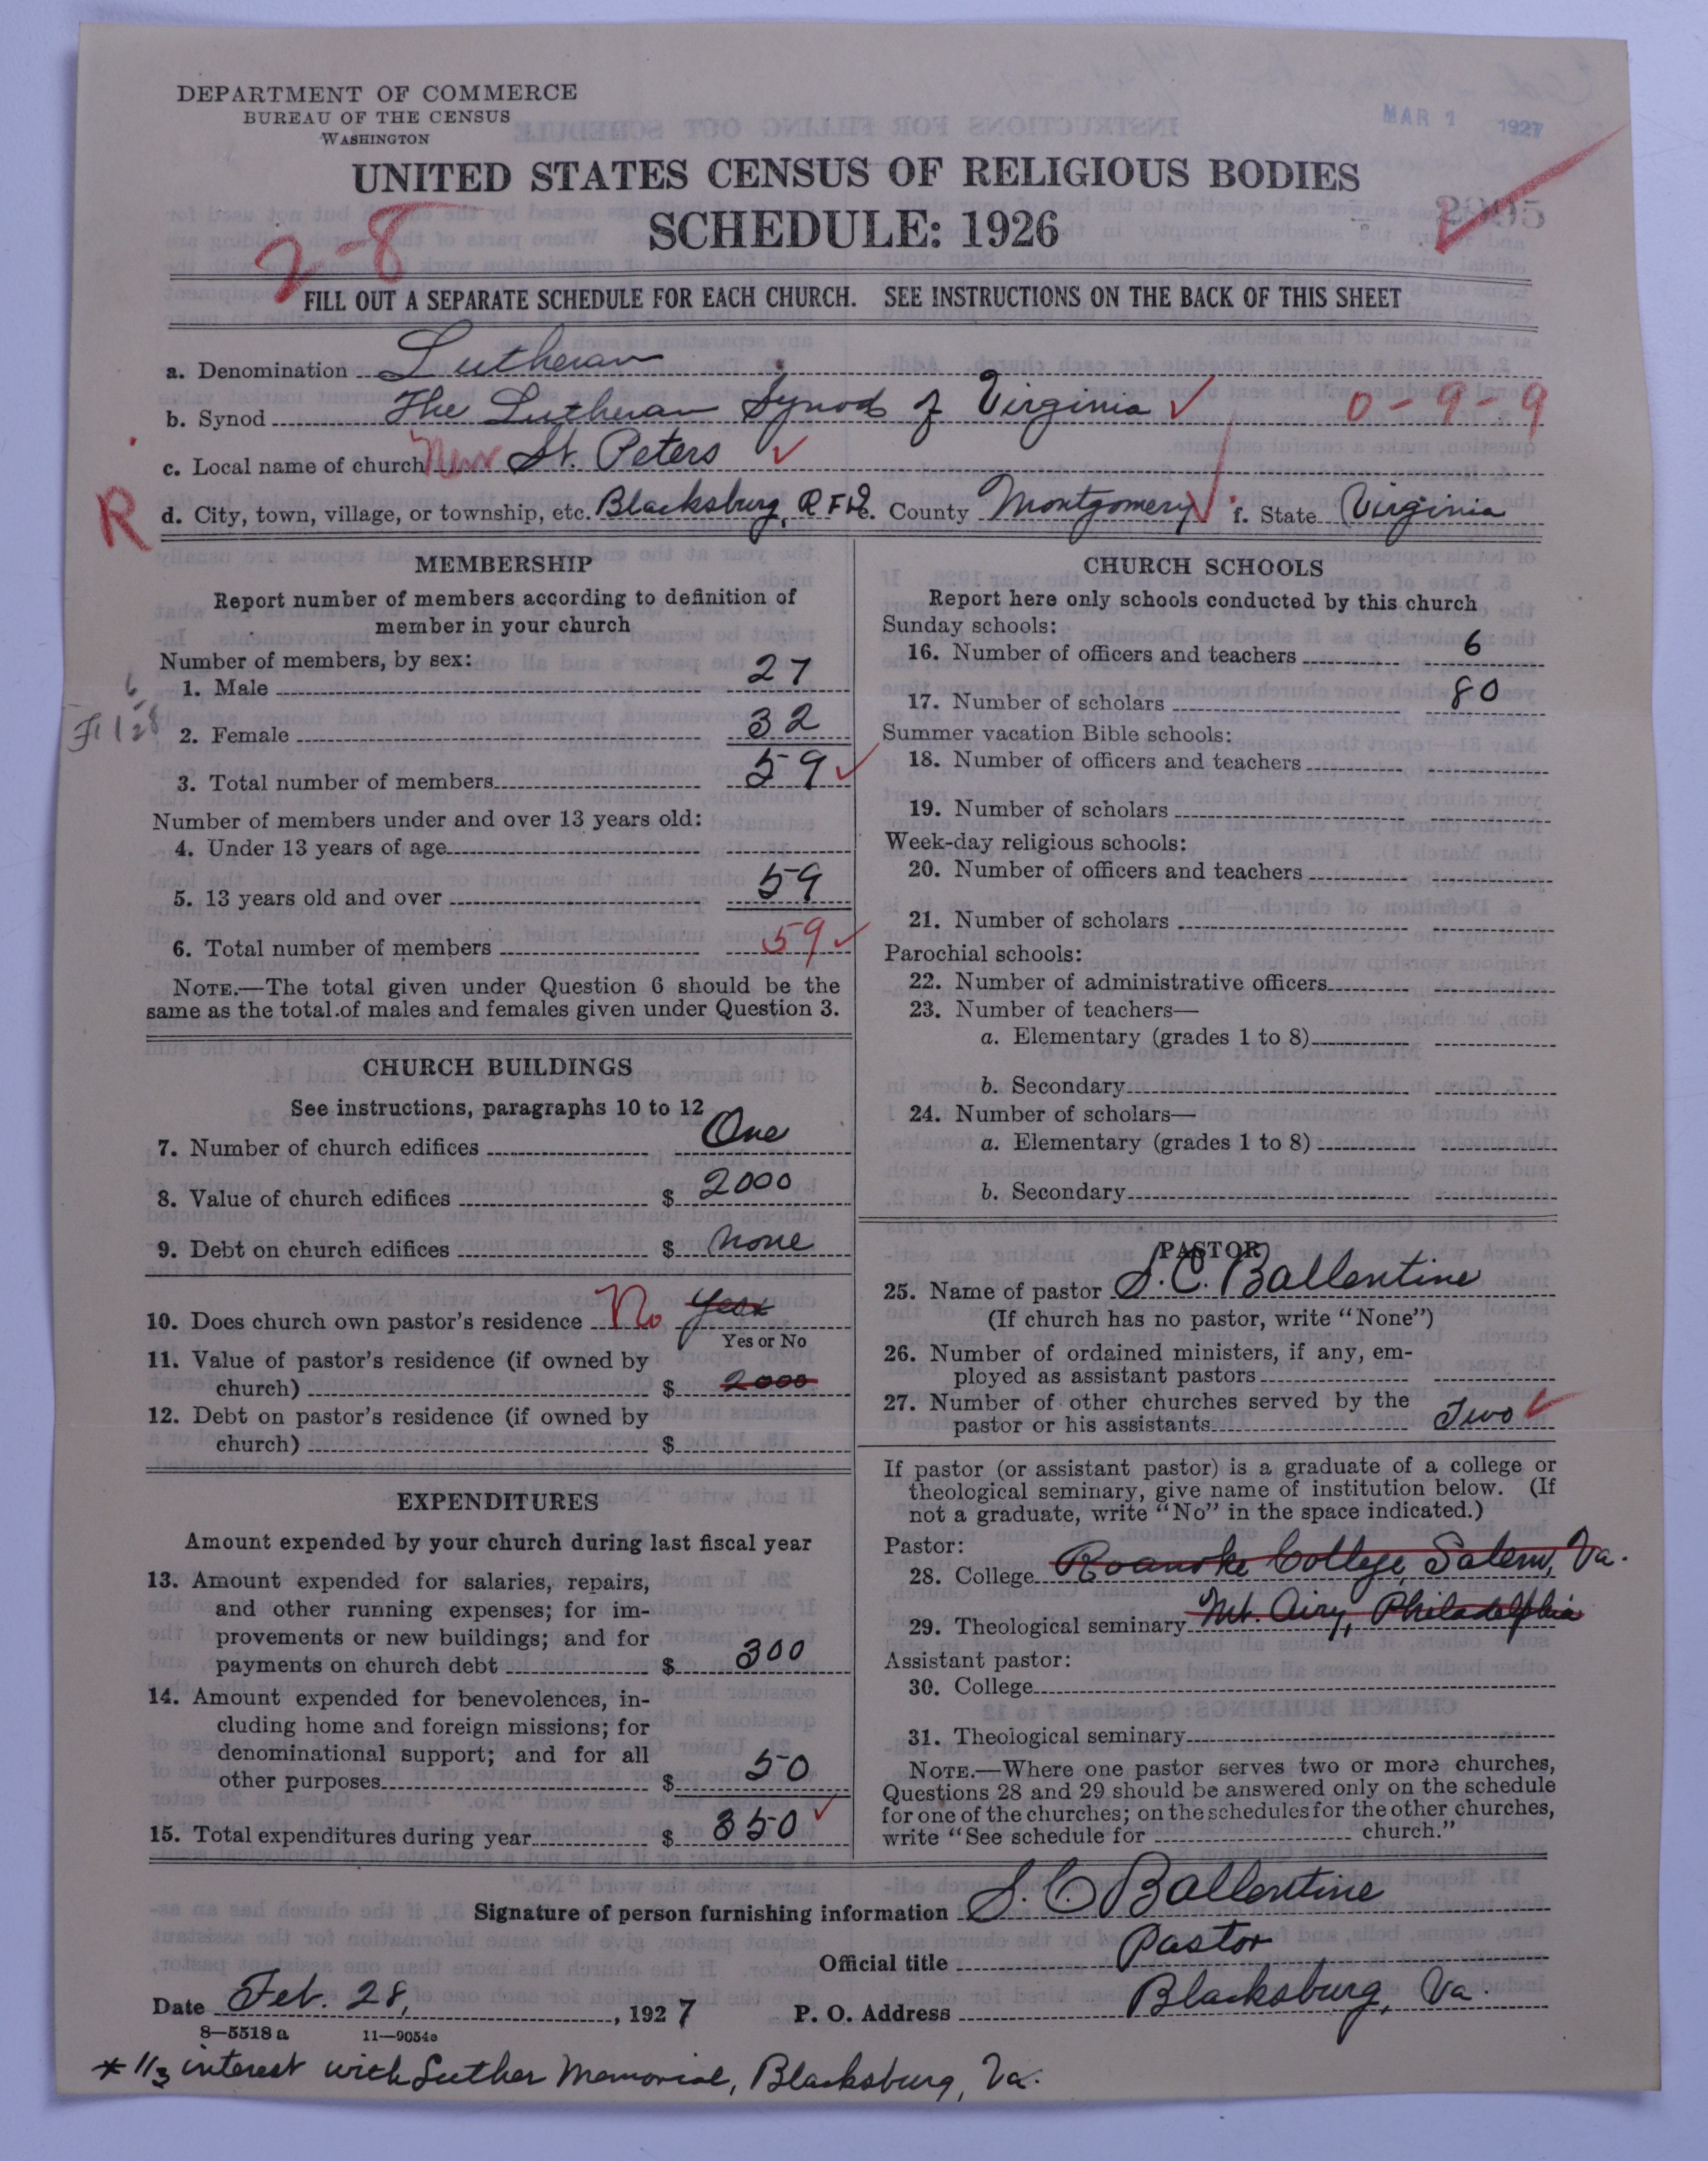 DEPARTMENT OF COMMERCE
BUREAU OF THE CENSUS
WASHINGTON
MAR 1 1927
UNITED STATES CENSUS OF RELIGIOUS BODIES
SCHEDULE: 1926
2-8
FILL OUT A SEPARATE SCHEDULE FOR EACH CHURCH. SEE INSTRUCTIONS ON THE BACK OF THIS SHEET
a. Denomination Lutheran
b. Synod The Lutheran Synod of Virginia 0-9-9
c. Local name of church New St. Peters
R
d. City, town, village, or township, etc. Blacksburg, RFD e. County Montgomery f. State Virginia
MEMBERSHIP
Report number of members according to definition of
member in your church
Number of members, by sex:
1. Male 27
2. Female 32
3. Total number of members 59
Number of members under and over 13 years old:
4. Under 13 years of age
5. 13 years old and over 59
6. Total number of members 59
NOTE.—The total given under Question 6 should be the
same as the total of males and females given under Question 3.
CHURCH BUILDINGS
See instructions, paragraphs 10 to 12
7. Number of church edifices One
8. Value of church edifices $ 2000
9. Debt on church edifices $ none
10. Does church own pastor's residence No Yes*
Yes or No
11. Value of pastor's residence (if owned by
church) $ 2000
12. Debt on pastor's residence (if owned by
church) $
EXPENDITURES
Amount expended by your church during last fiscal year
13. Amount expended for salaries, repairs,
and other running expenses; for im-
provements or new buildings; and for
payments on church debt $ 300
14. Amount expended for benevolences, in-
cluding home and foreign missions; for
denominational support; and for all
other purposes $ 50
15. Total expenditures during year $ 350
CHURCH SCHOOLS
Report here only schools conducted by this church
Sunday schools:
16. Number of officers and teachers 6
17. Number of scholars 80
Summer vacation Bible schools:
18. Number of officers and teachers
19. Number of scholars
Week-day religious schools:
20. Number of officers and teachers
21. Number of scholars
Parochial schools:
22. Number of administrative officers
23. Number of teachers—
a. Elementary (grades 1 to 8)
b. Secondary
24. Number of scholars—
a. Elementary (grades 1 to 8)
b. Secondary
PASTOR
25. Name of pastor S. C. Ballentine
(If church has no pastor, write "None")
26. Number of ordained ministers, if any, em-
ployed as assistant pastors
27. Number of other churches served by the
pastor or his assistants Two
If pastor (or assistant pastor) is a graduate of a college or
theological seminary, give name of institution below. (If
not a graduate, write "No" in the space indicated.)
Pastor:
28. College Roanoke College, Salem, Va.
29. Theological seminary Mt. Airy, Philadelphia
Assistant pastor:
30. College
31. Theological seminary
NOTE.—Where one pastor serves two or more churches,
Questions 28 and 29 should be answered only on the schedule
for one of the churches; on the schedules for the other churches,
write "See schedule for church."
Signature of person furnishing information S. C. Ballentine
Official title Pastor
Date Feb. 28, 1927 P. O. Address Blacksburg, Va.
8—5518 a 11—9054
* 1/3 interest with Luther Memorial, Blacksburg, Va.